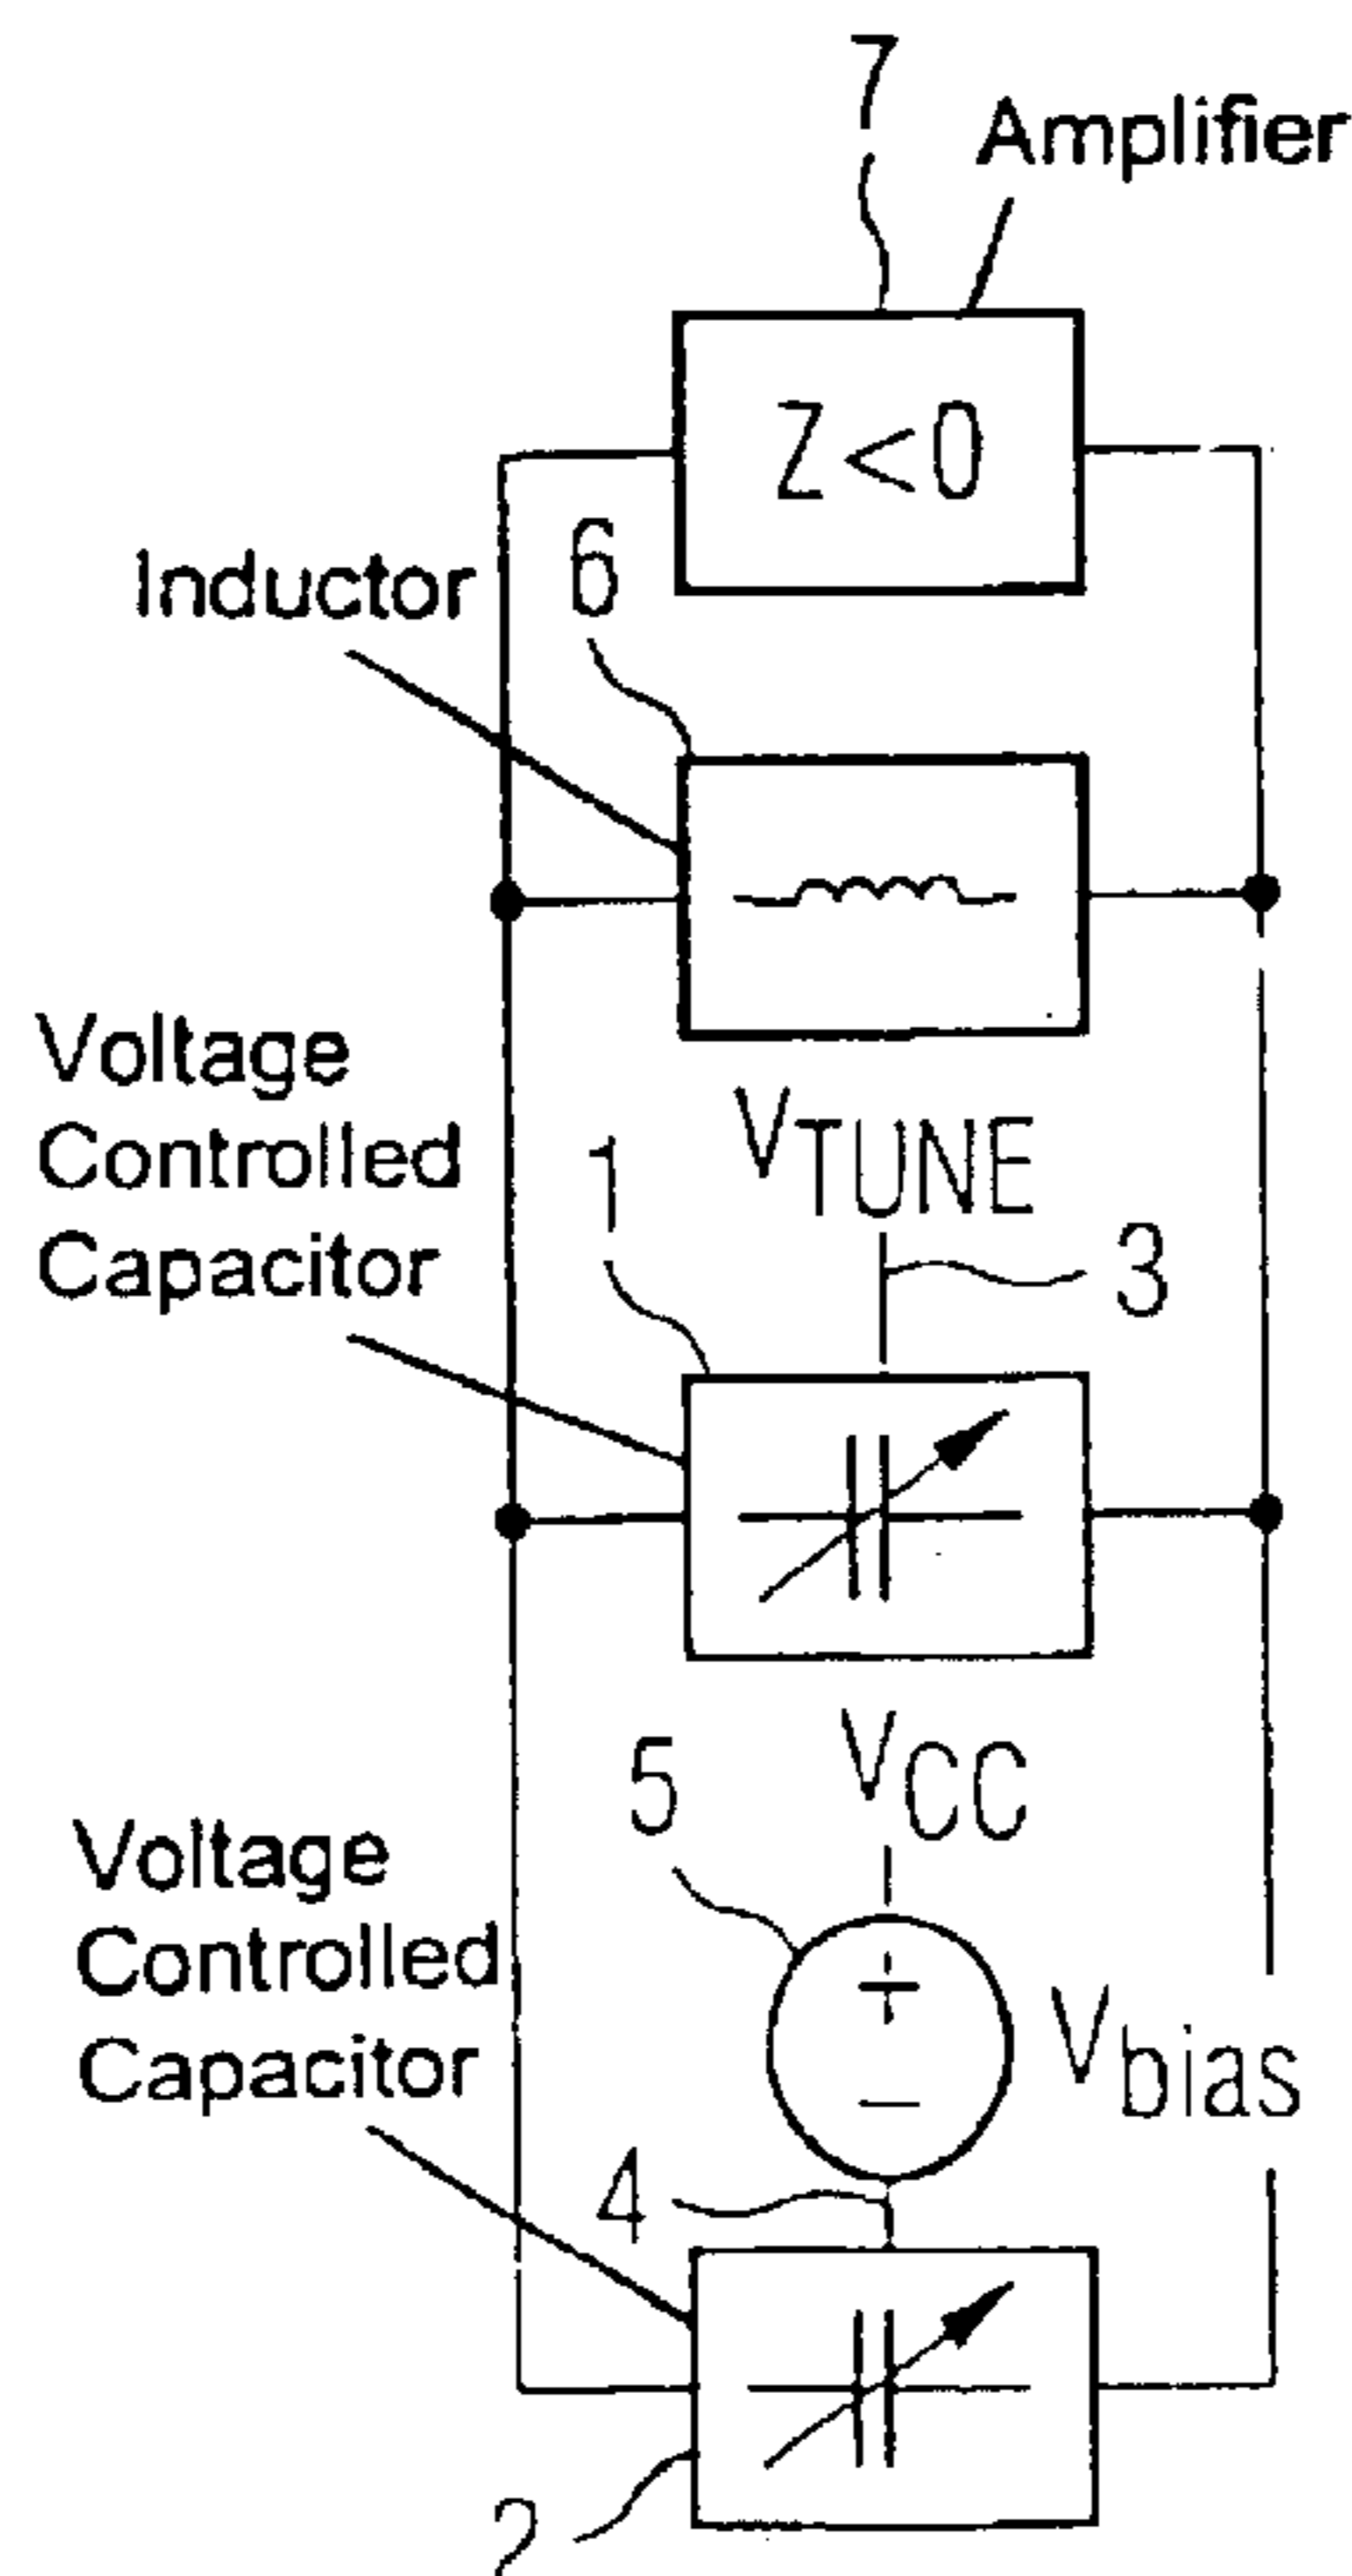 7
Amplifier
Z<0
Inductor
6
Voltage
Controlled
Capacitor
VTUNE
1
3
VCC
5
Voltage
Controlled
Capacitor
+
Vbias
−
4
2